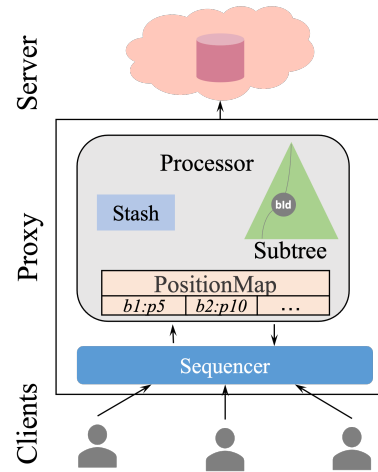 Server
Processor
bld
Stash
Subtree
Proxy
PositionMap
b1:p5 b2:p10 ...
Sequencer
Clients